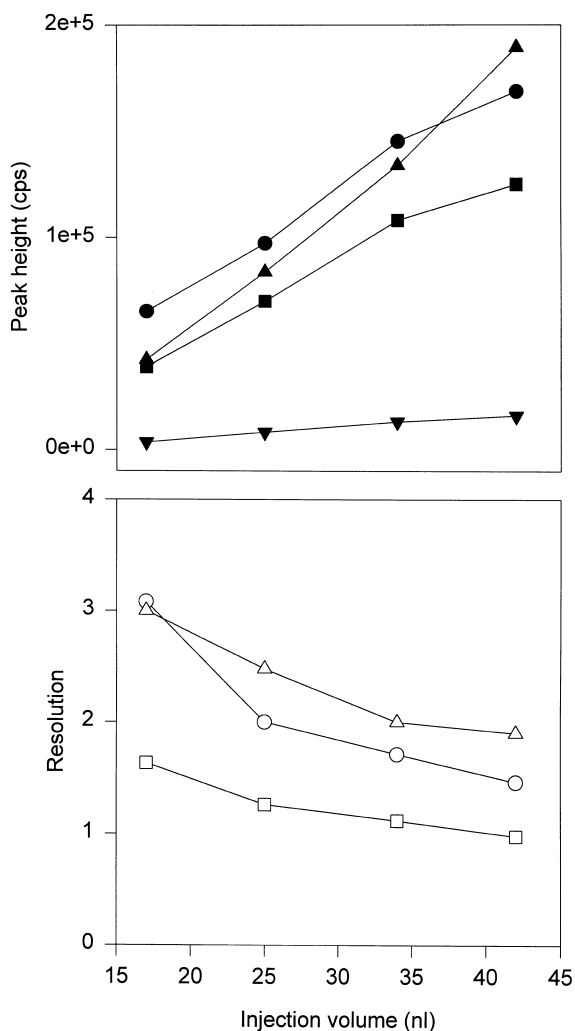 2e+5
1e+5
0e+0
Peak height (cps)
4
3
2
1
0
Resolution
15 20 25 30 35 40 45
Injection volume (nl)